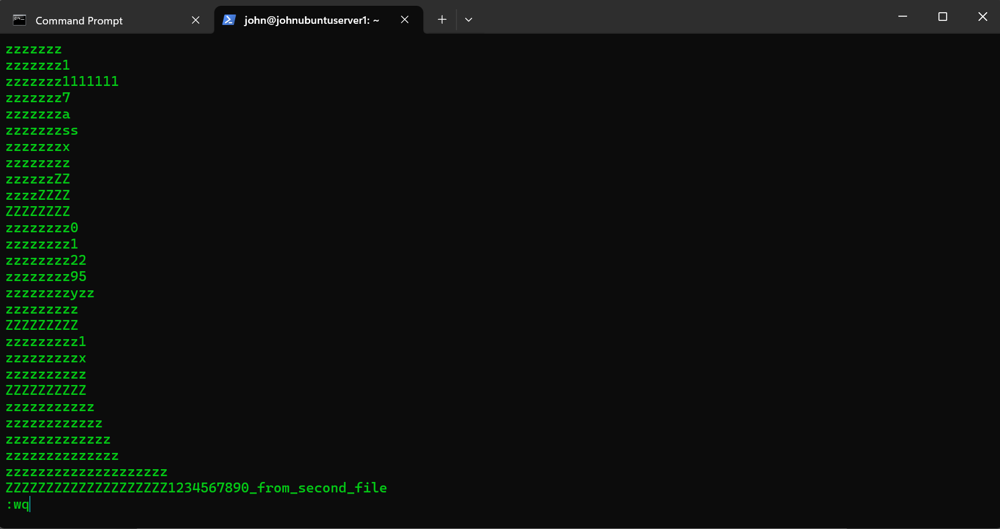 Command Prompt
john@johnubuntuserver1: ~
zzzzzzz
zzzzzzz1
zzzzzzz1111111
zzzzzzz7
zzzzzzza
zzzzzzzss
zzzzzzzx
zzzzzzzz
zzzzzzZZ
zzzzZZZZ
ZZZZZZZZ
zzzzzzzz0
zzzzzzzz1
zzzzzzzz22
zzzzzzzz95
zzzzzzzzyzz
zzzzzzzzz
ZZZZZZZZZ
zzzzzzzzz1
zzzzzzzzzx
zzzzzzzzzz
ZZZZZZZZZZ
zzzzzzzzzzz
zzzzzzzzzzzz
zzzzzzzzzzzzz
zzzzzzzzzzzzzz
zzzzzzzzzzzzzzzzzzzz
ZZZZZZZZZZZZZZZZZZZZ1234567890_from_second_file
:wq